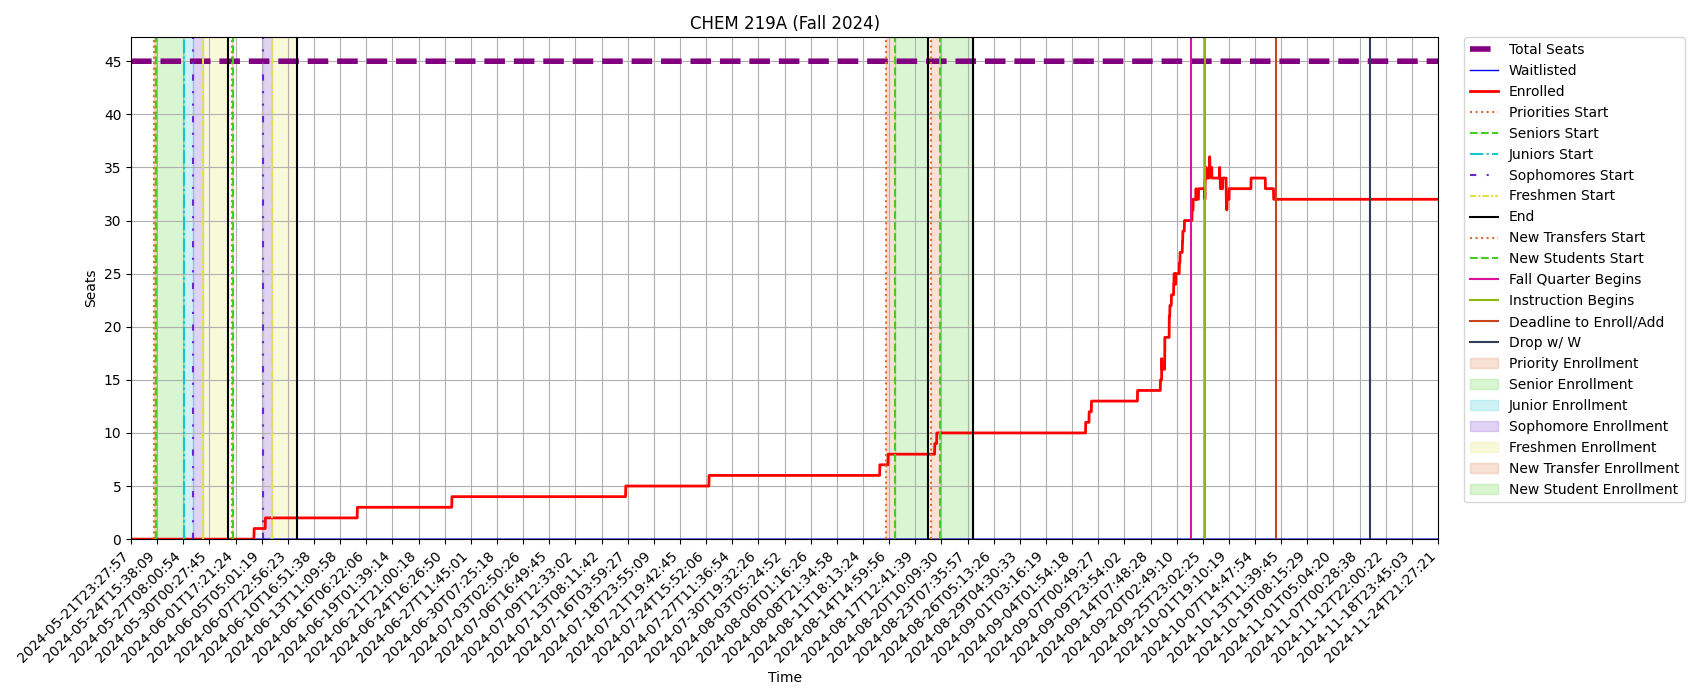 CHEM 219A (Fall 2024)
Seats
45
40
35
30
25
20
15
10
5
0
2024-05-21T23:27:57
2024-05-24T15:38:09
2024-05-27T08:00:54
2024-05-30T00:27:45
2024-06-01T17:21:24
2024-06-05T05:01:19
2024-06-07T22:56:23
2024-06-10T16:51:38
2024-06-13T11:09:58
2024-06-16T06:22:06
2024-06-19T01:39:14
2024-06-21T21:00:18
2024-06-24T16:26:50
2024-06-27T11:45:01
2024-06-30T07:25:18
2024-07-03T02:50:26
2024-07-06T16:49:45
2024-07-09T12:33:02
2024-07-13T08:11:42
2024-07-16T03:59:27
2024-07-18T23:55:09
2024-07-21T19:42:45
2024-07-24T15:52:06
2024-07-27T11:36:54
2024-07-30T19:32:26
2024-08-03T05:24:52
2024-08-06T01:16:26
2024-08-08T21:34:58
2024-08-11T18:13:24
2024-08-14T14:59:56
2024-08-17T12:41:39
2024-08-20T10:09:30
2024-08-23T07:35:57
2024-08-26T05:13:26
2024-08-29T04:30:33
2024-09-01T03:16:19
2024-09-04T01:54:18
2024-09-07T00:49:27
2024-09-09T23:54:02
2024-09-14T07:48:28
2024-09-20T02:49:10
2024-09-25T23:02:25
2024-10-01T19:10:19
2024-10-07T14:47:54
2024-10-13T11:39:45
2024-10-19T08:15:29
2024-11-01T05:04:20
2024-11-07T00:28:38
2024-11-12T22:00:22
2024-11-18T23:45:03
2024-11-24T21:27:21
Time
Total Seats
Waitlisted
Enrolled
Priorities Start
Seniors Start
Juniors Start
Sophomores Start
Freshmen Start
End
New Transfers Start
New Students Start
Fall Quarter Begins
Instruction Begins
Deadline to Enroll/Add
Drop w/ W
Priority Enrollment
Senior Enrollment
Junior Enrollment
Sophomore Enrollment
Freshmen Enrollment
New Transfer Enrollment
New Student Enrollment